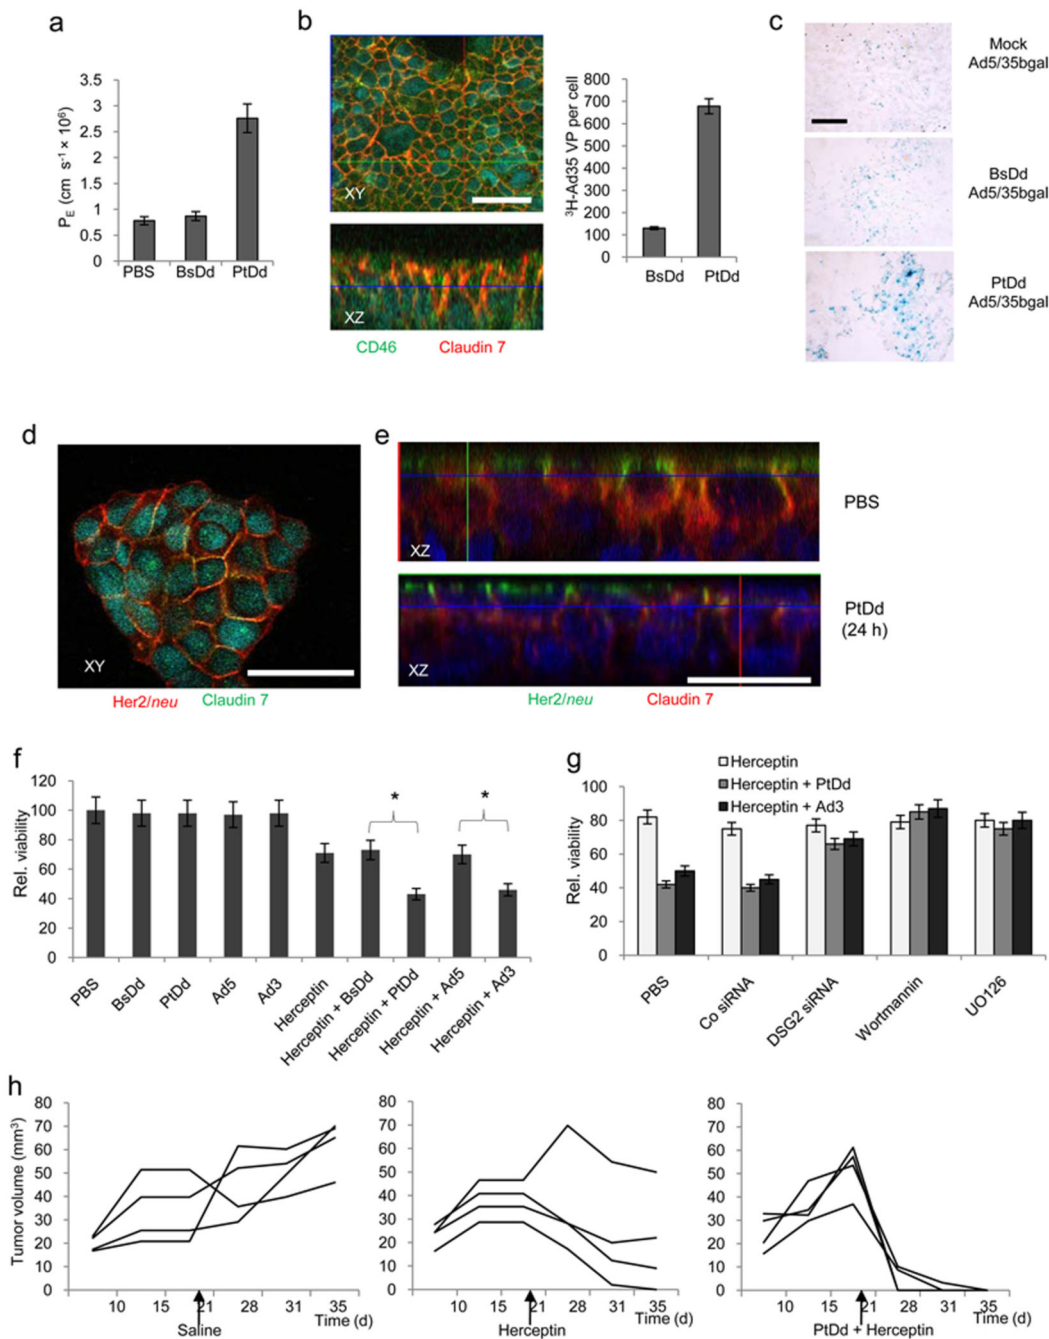 a
P_E (cm s⁻¹ × 10⁶)
3.5
3
2.5
2
1.5
1
0.5
0
PBS BsDd PtDd
b
XY
XZ
CD46 Claudin 7
³H-Ad35 VP per cell
800
700
600
500
400
300
200
100
0
BsDd PtDd
c
Mock
Ad5/35bgal
BsDd
Ad5/35bgal
PtDd
Ad5/35bgal
d
XY
Her2/neu Claudin 7
e
XZ
PBS
XZ
PtDd
(24 h)
Her2/neu Claudin 7
f
Rel. viability
120
100
80
60
40
20
0
* *
PBS
BsDd
PtDd
Ad5
Ad3
Herceptin
Herceptin + BsDd
Herceptin + PtDd
Herceptin + Ad5
Herceptin + Ad3
g
Herceptin
Herceptin + PtDd
Herceptin + Ad3
Rel. viability
100
80
60
40
20
0
PBS
Co siRNA
DSG2 siRNA
Wortmannin
UO126
h
Tumor volume (mm³)
80
70
60
50
40
30
20
10
0
10 15 21 28 31 35
Saline Time (d)
80
70
60
50
40
30
20
10
0
10 15 21 28 31 35
Herceptin Time (d)
80
70
60
50
40
30
20
10
0
10 15 21 28 31 35
PtDd + Herceptin Time (d)